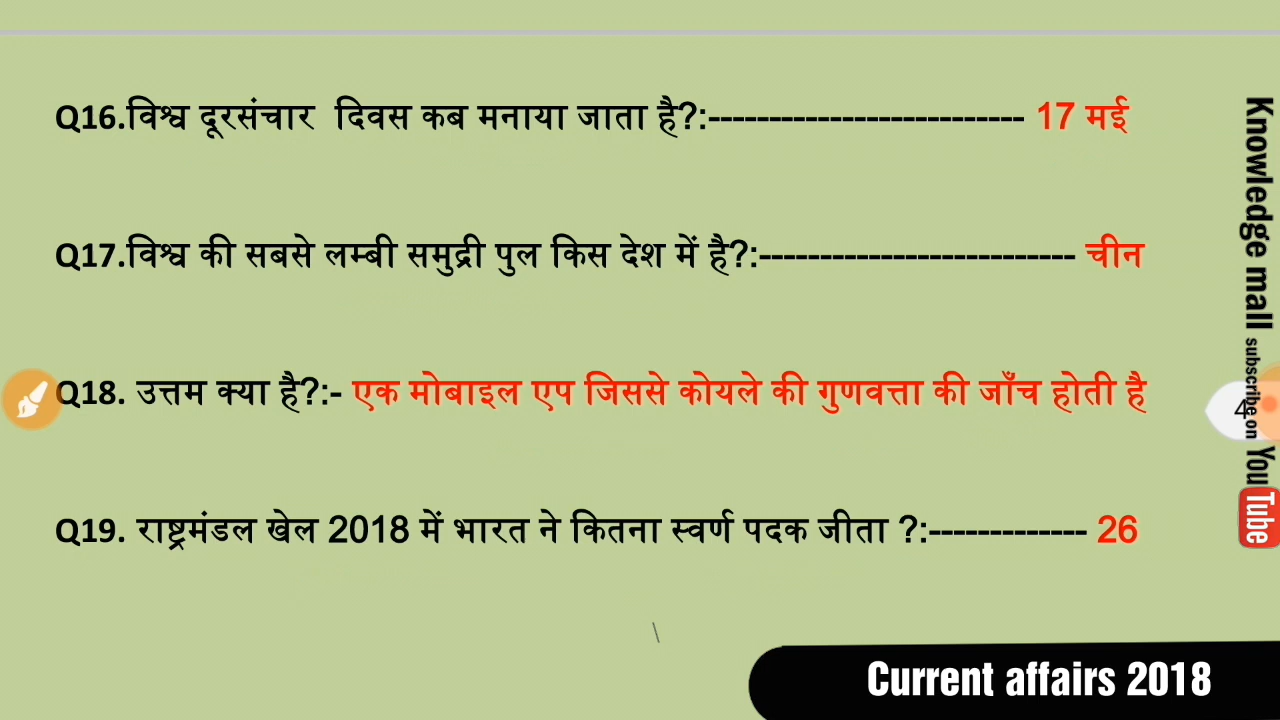 Q16.विश्व दूरसंचार दिवस कब मनाया जाता है?:-------------------------- 17 मई
Q17.विश्व की सबसे लम्बी समुद्री पुल किस देश में है?:-------------------------- चीन
Q18. उत्तम क्या है?:- एक मोबाइल एप जिससे कोयले की गुणवत्ता की जाँच होती है
Q19. राष्ट्रमंडल खेल 2018 में भारत ने कितना स्वर्ण पदक जीता ?:------------- 26
\
Current affairs 2018
Knowledge mall subscribe on YouTube
4